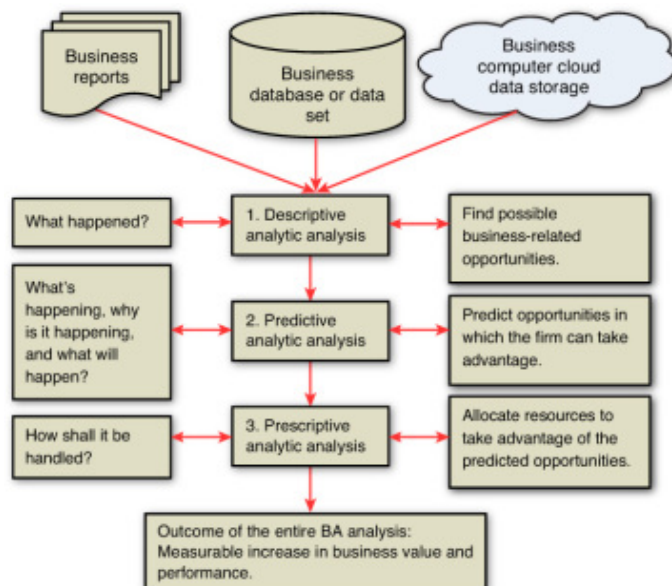 Business
reports
Business
database or data
set
Business
computer cloud
data storage
What happened?
1. Descriptive
analytic analysis
Find possible
business-related
opportunities.
What's
happening, why
is it happening,
and what will
happen?
2. Predictive
analytic analysis
Predict opportunities in
which the firm can take
advantage.
How shall it be
handled?
3. Prescriptive
analytic analysis
Allocate resources to
take advantage of the
predicted opportunities.
Outcome of the entire BA analysis:
Measurable increase in business value and
performance.